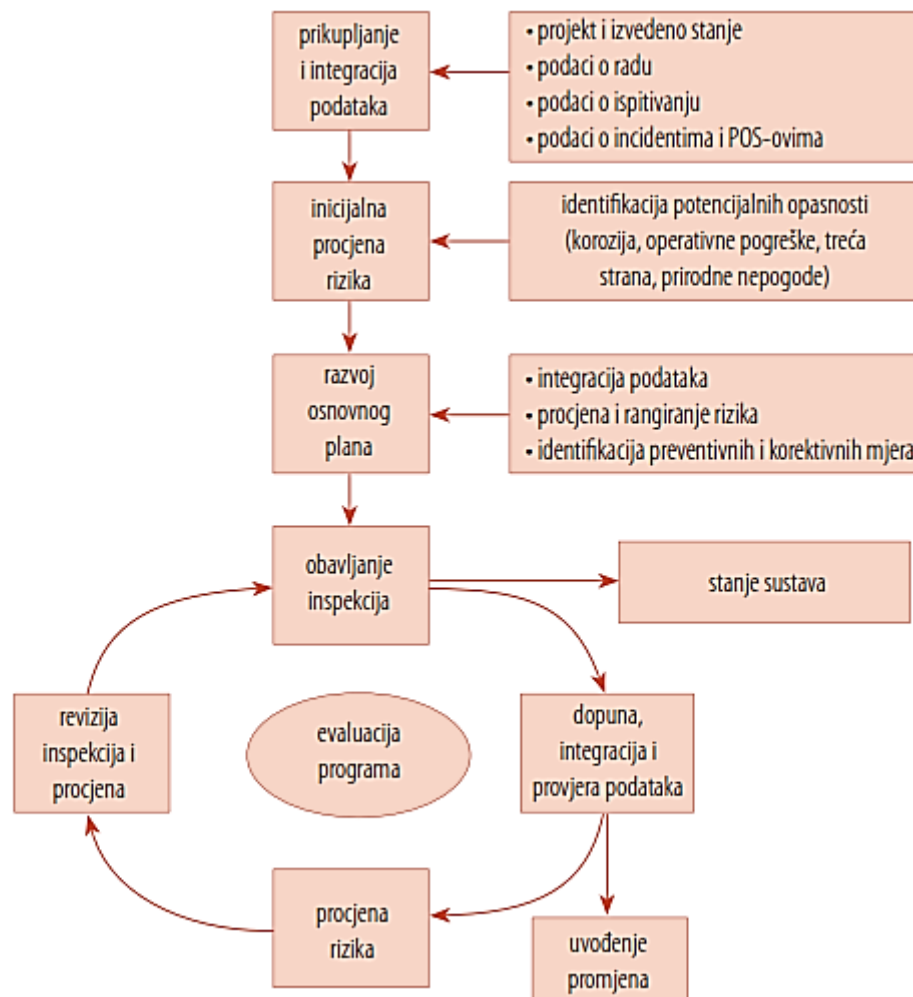 prikupljanje
i integracija
podataka
• projekt i izvedeno stanje
• podaci o radu
• podaci o ispitivanju
• podaci o incidentima i POS-ovima
inicijalna
procjena
rizika
identifikacija potencijalnih opasnosti
(korozija, operativne pogreške, treća
strana, prirodne nepogode)
razvoj
osnovnog
plana
• integracija podataka
• procjena i rangiranje rizika
• identifikacija preventivnih i korektivnih mjera
obavljanje
inspekcija
stanje sustava
revizija
inspekcija i
procjena
evaluacija
programa
dopuna,
integracija i
provjera podataka
procjena
rizika
uvođenje
promjena